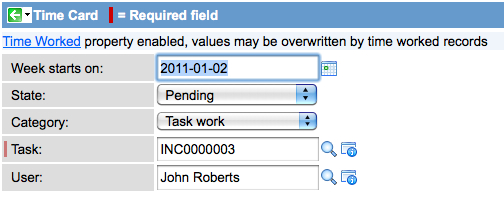 Time Card = Required field
Time Worked property enabled, values may be overwritten by time worked records
Week starts on: 2011-01-02
State: Pending
Category: Task work
Task: INC0000003
User: John Roberts